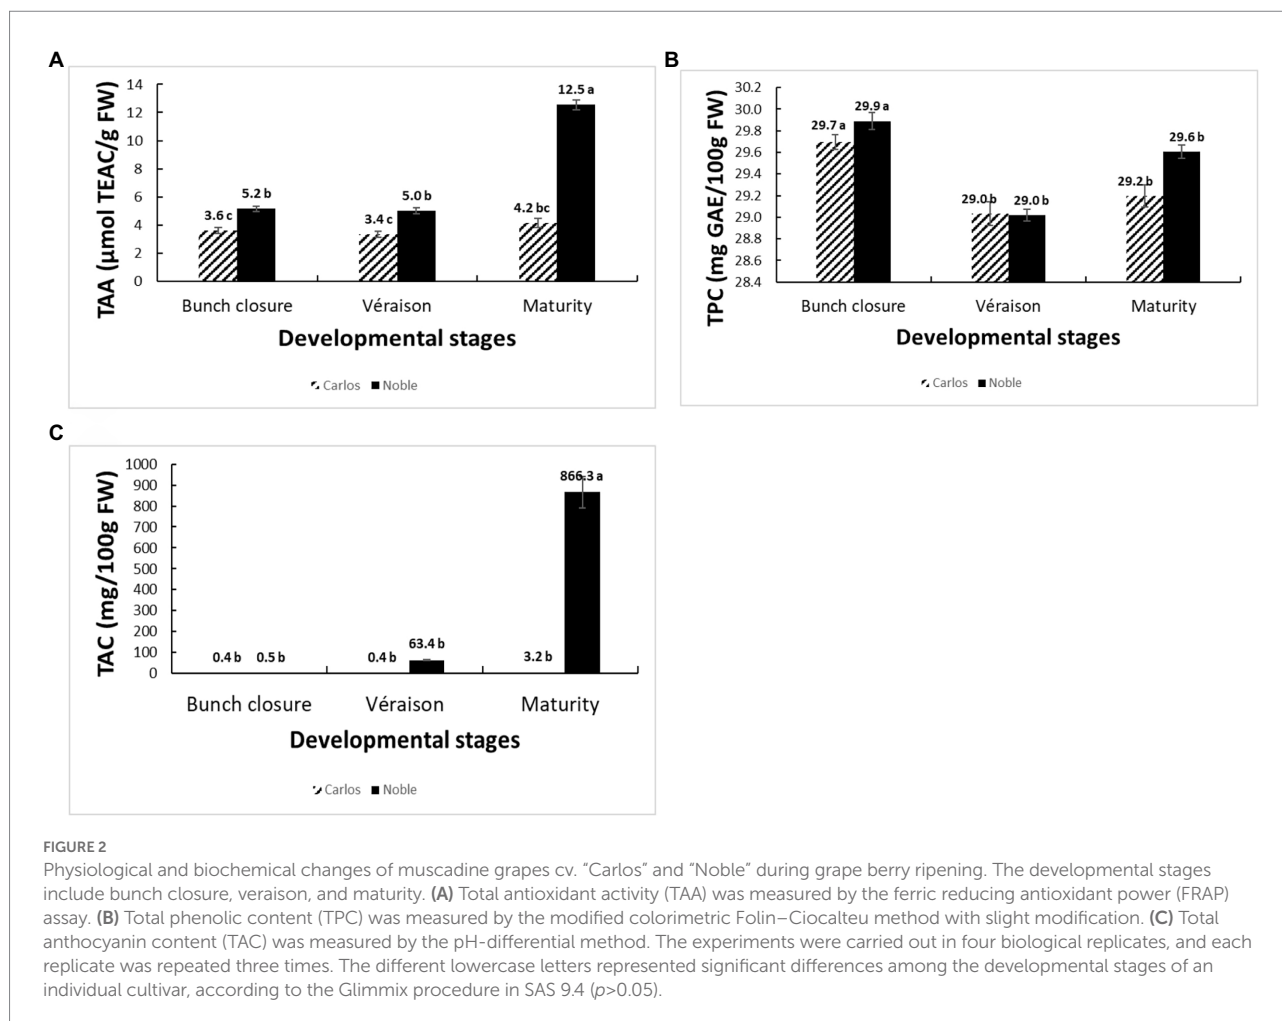 A
TAA (µmol TEAC/g FW)
14
12
10
8
6
4
2
0
3.6 c
5.2 b
3.4 c
5.0 b
4.2 bc
12.5 a
Bunch closure Véraison Maturity
Developmental stages
Carlos Noble
B
TPC (mg GAE/100g FW)
30.2
30.0
29.8
29.6
29.4
29.2
29.0
28.8
28.6
28.4
29.7 a
29.9 a
29.0 b
29.0 b
29.2 b
29.6 b
Bunch closure Véraison Maturity
Developmental stages
Carlos Noble
C
TAC (mg/100g FW)
1000
900
800
700
600
500
400
300
200
100
0
0.4 b
0.5 b
0.4 b
63.4 b
3.2 b
866.3 a
Bunch closure Véraison Maturity
Developmental stages
Carlos Noble
FIGURE 2
Physiological and biochemical changes of muscadine grapes cv. “Carlos” and “Noble” during grape berry ripening. The developmental stages
include bunch closure, veraison, and maturity. (A) Total antioxidant activity (TAA) was measured by the ferric reducing antioxidant power (FRAP)
assay. (B) Total phenolic content (TPC) was measured by the modified colorimetric Folin–Ciocalteu method with slight modification. (C) Total
anthocyanin content (TAC) was measured by the pH-differential method. The experiments were carried out in four biological replicates, and each
replicate was repeated three times. The different lowercase letters represented significant differences among the developmental stages of an
individual cultivar, according to the Glimmix procedure in SAS 9.4 (p>0.05).